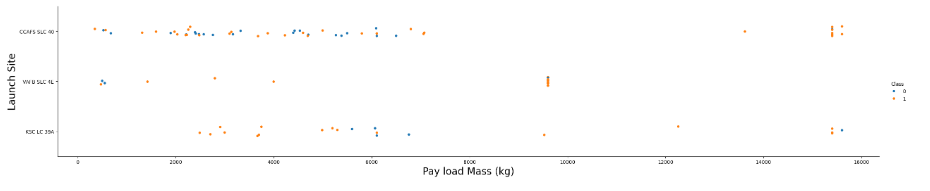 CCAFS SLC 40
VAFB SLC 4E
KSC LC 39A
Launch Site
0 2000 4000 6000 8000 10000 12000 14000 16000
Pay load Mass (kg)
Class
0
1